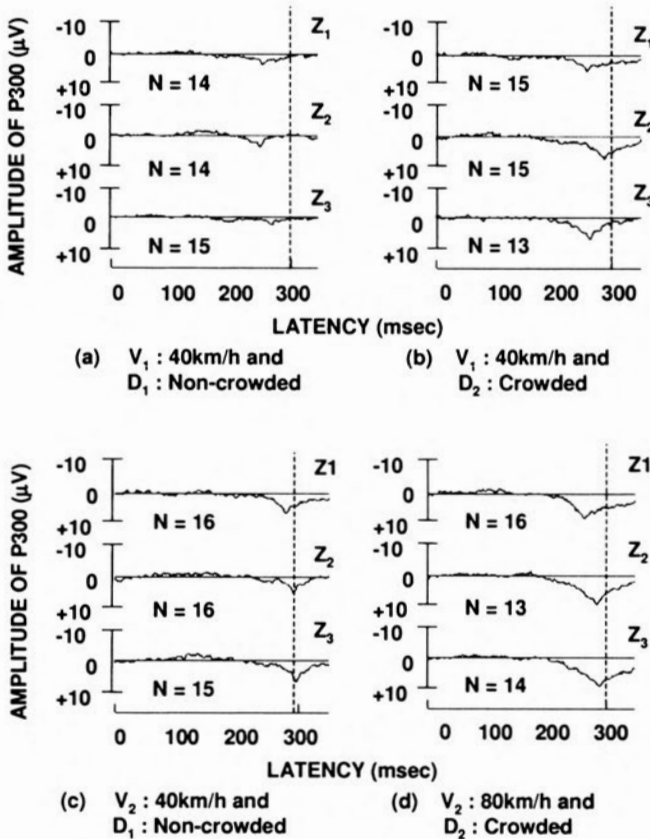 AMPLITUDE OF P300 (μV)
-10
0
+10
Z1
N = 14
-10
0
+10
Z2
N = 14
-10
0
+10
Z3
N = 15
0 100 200 300
-10
0
+10
Z1
N = 15
-10
0
+10
Z2
N = 15
-10
0
+10
Z3
N = 13
0 100 200 300
LATENCY (msec)
(a) V1 : 40km/h and
D1 : Non-crowded
(b) V1 : 40km/h and
D2 : Crowded
AMPLITUDE OF P300 (μV)
-10
0
+10
Z1
N = 16
-10
0
+10
Z2
N = 16
-10
0
+10
Z3
N = 15
0 100 200 300
-10
0
+10
Z1
N = 16
-10
0
+10
Z2
N = 13
-10
0
+10
Z3
N = 14
0 100 200 300
LATENCY (msec)
(c) V2 : 40km/h and
D1 : Non-crowded
(d) V2 : 80km/h and
D2 : Crowded